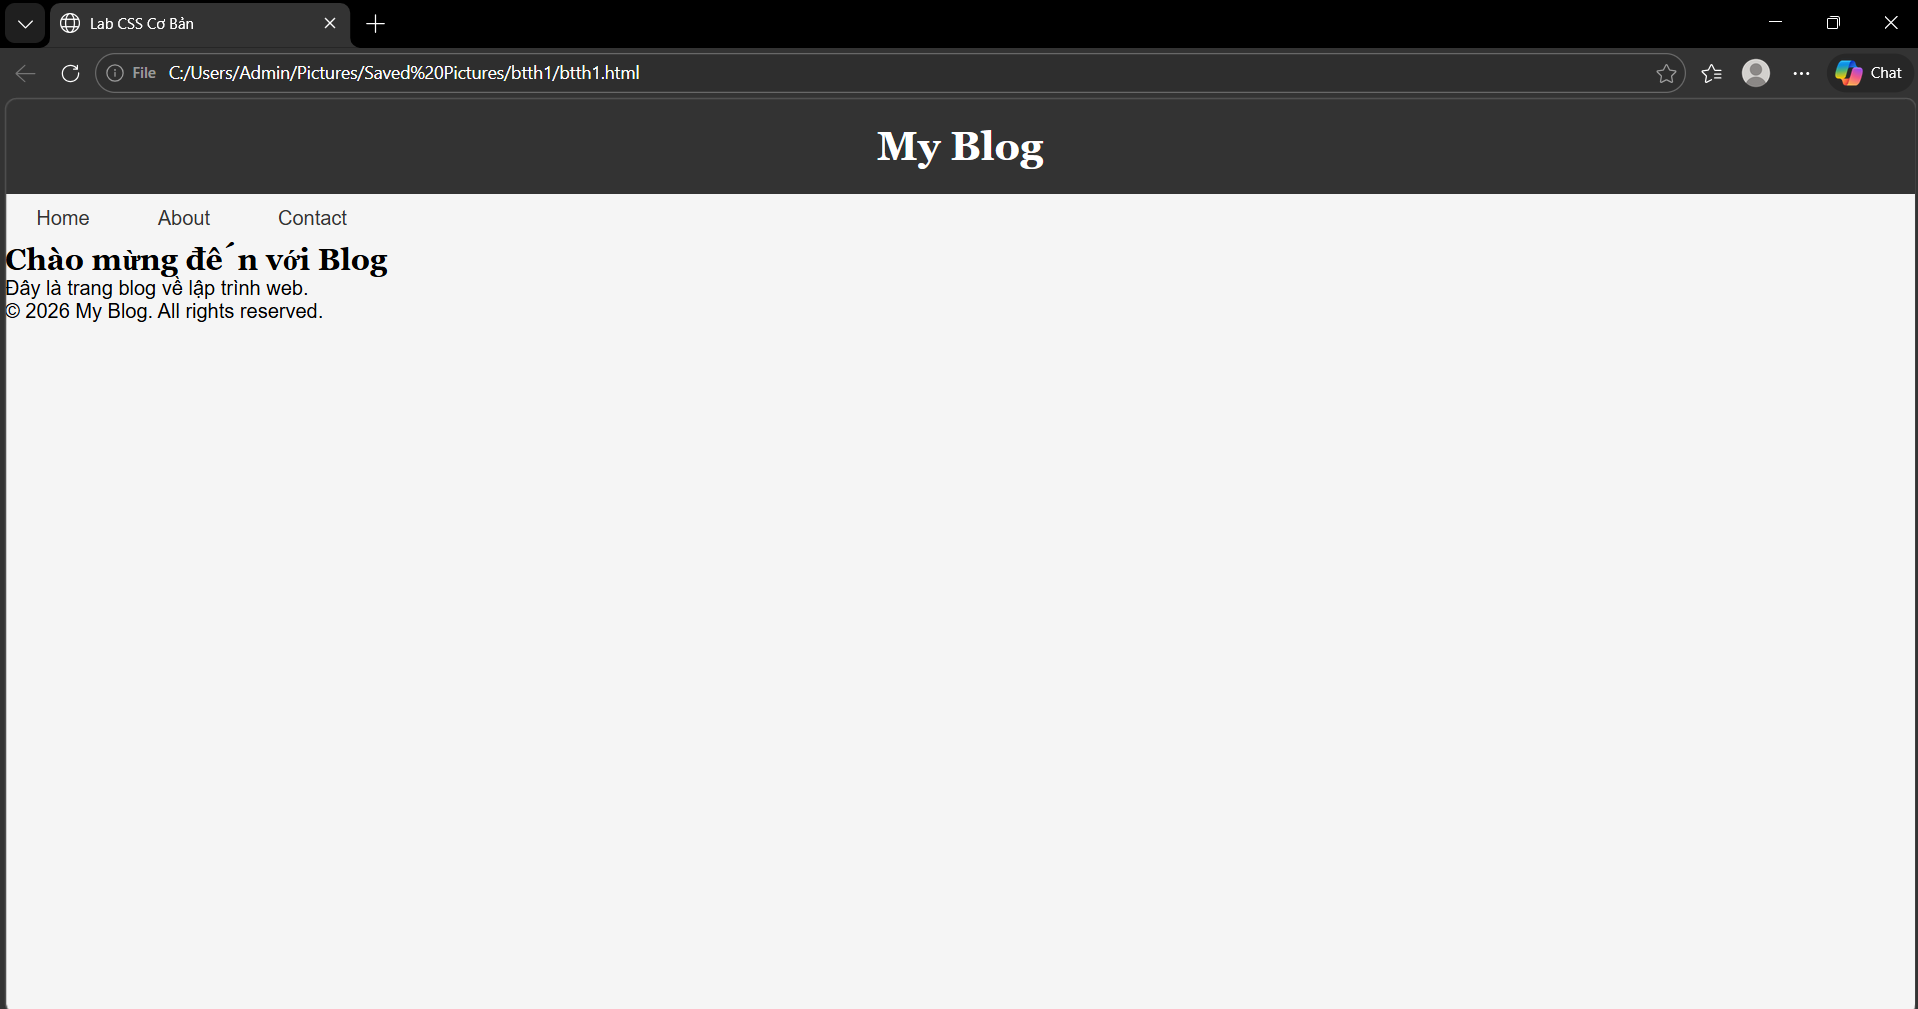 Lab CSS Cơ Bản
File C:/Users/Admin/Pictures/Saved%20Pictures/btth1/btth1.html
Chat
My Blog
Home About Contact
Chào mừng đến với Blog
Đây là trang blog về lập trình web.
© 2026 My Blog. All rights reserved.